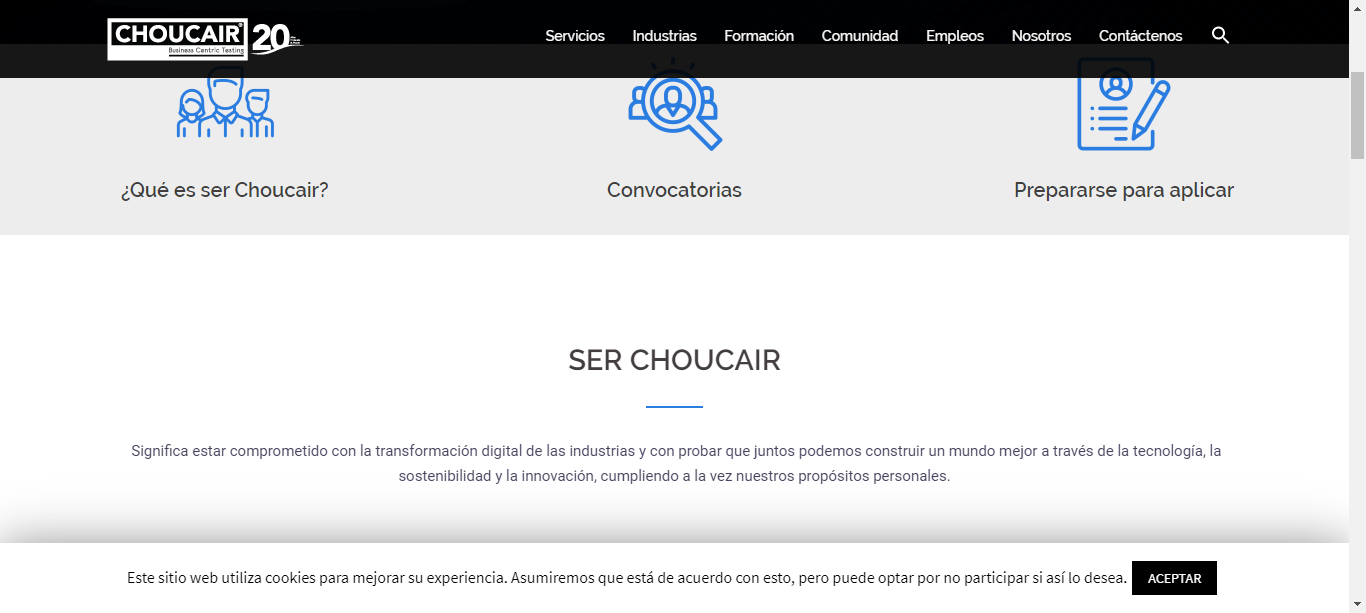 CHOUCAIR®
Business Centric Testing
20
Servicios Industrias Formación Comunidad Empleos Nosotros Contáctenos
¿Qué es ser Choucair? Convocatorias Prepararse para aplicar
SER CHOUCAIR
Significa estar comprometido con la transformación digital de las industrias y con probar que juntos podemos construir un mundo mejor a través de la tecnología, la
sostenibilidad y la innovación, cumpliendo a la vez nuestros propósitos personales.
Este sitio web utiliza cookies para mejorar su experiencia. Asumiremos que está de acuerdo con esto, pero puede optar por no participar si así lo desea. ACEPTAR